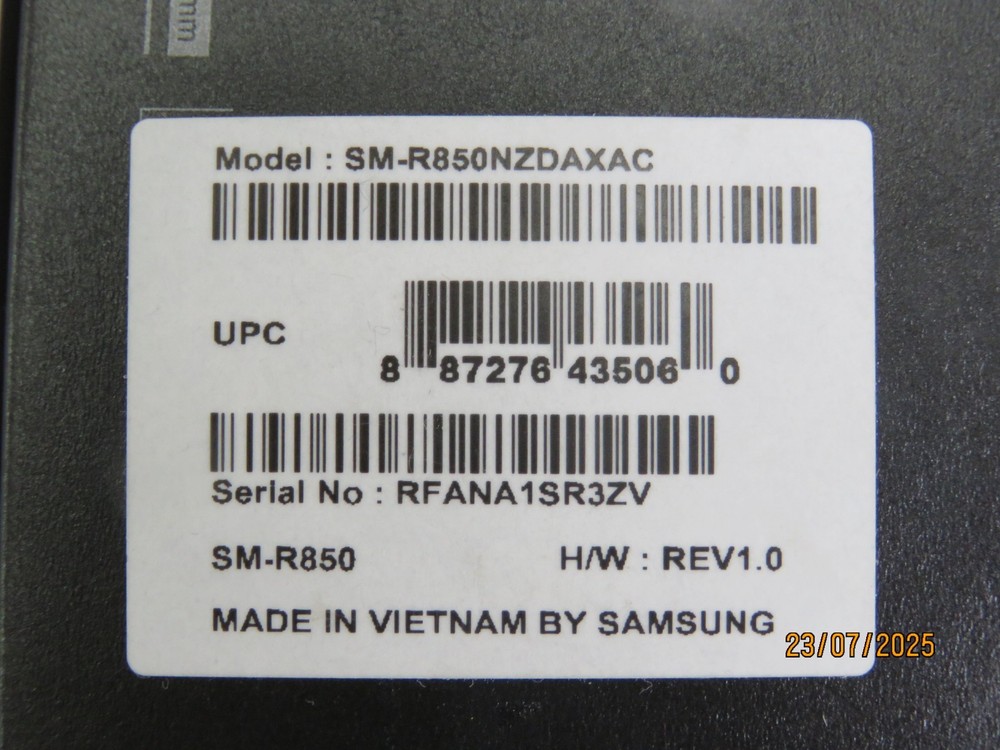 mm
Model : SM-R850NZDAXAC
UPC
8 87276 43506 0
Serial No : RFANA1SR3ZV
SM-R850 H/W : REV1.0
MADE IN VIETNAM BY SAMSUNG
23/07/2025